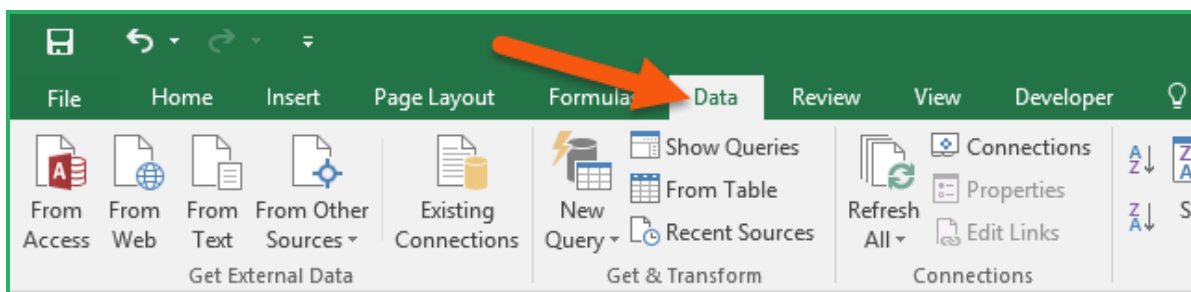 File Home Insert Page Layout Formulas Data Review View Developer
Show Queries Connections
From Table Properties
From Access From Web From Text From Other Sources Existing Connections New Query Recent Sources Refresh All Edit Links
Get External Data Get & Transform Connections